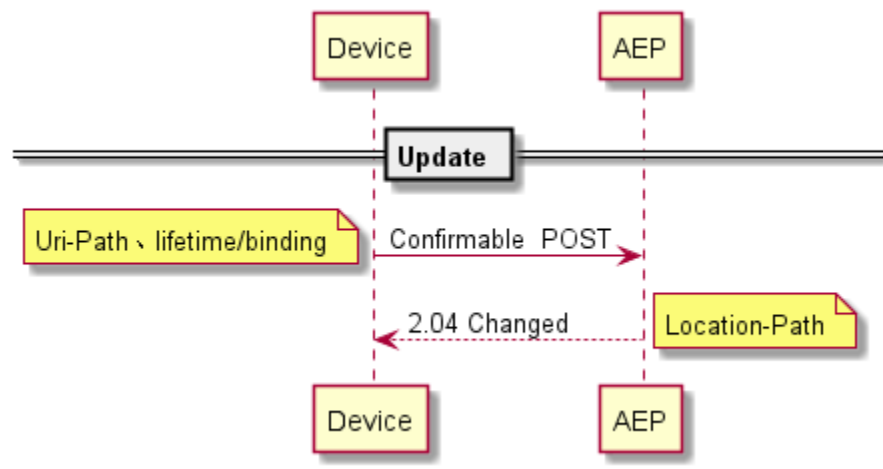 Device
AEP
Update
Uri-Path、lifetime/binding
Confirmable POST
2.04 Changed
Location-Path
Device
AEP